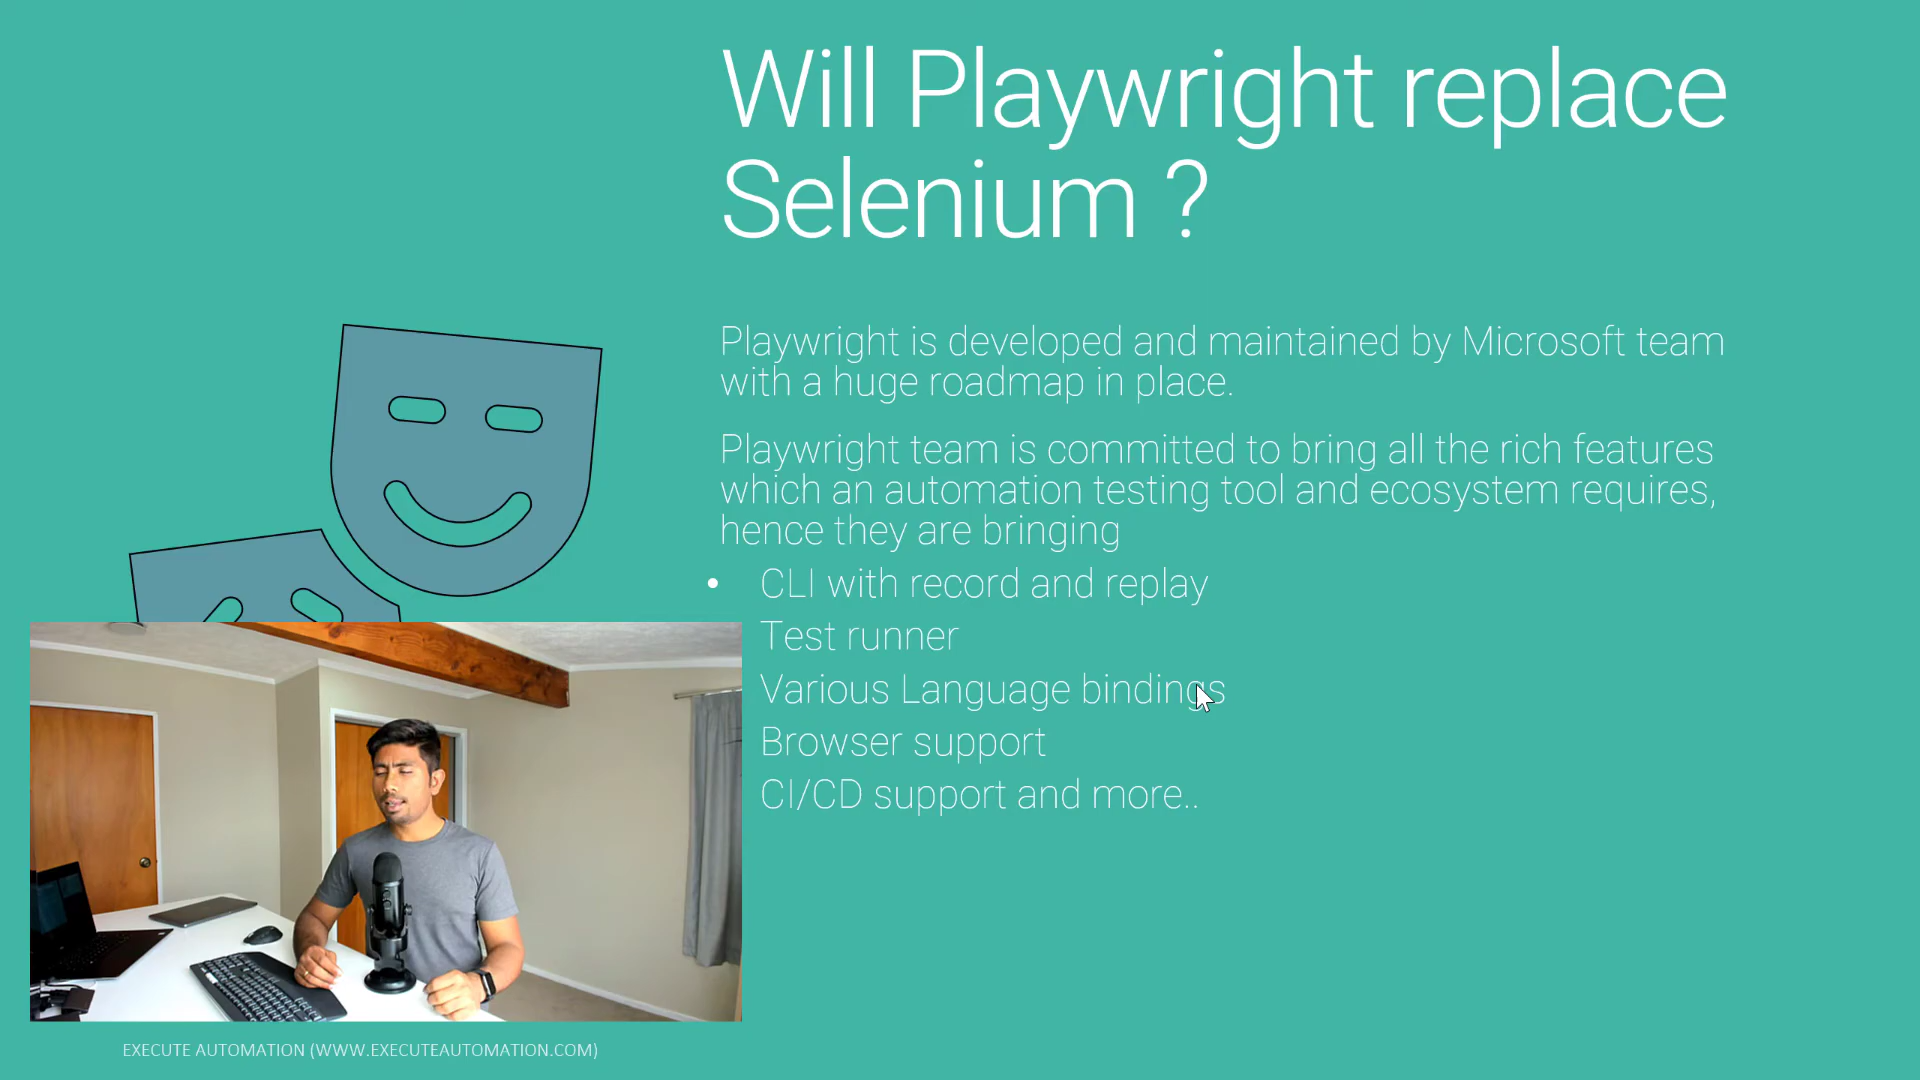 Will Playwright replace
Selenium ?
Playwright is developed and maintained by Microsoft team
with a huge roadmap in place.
Playwright team is committed to bring all the rich features
which an automation testing tool and ecosystem requires,
hence they are bringing
• CLI with record and replay
Test runner
Various Language bindings
Browser support
CI/CD support and more..
EXECUTE AUTOMATION (WWW.EXECUTEAUTOMATION.COM)